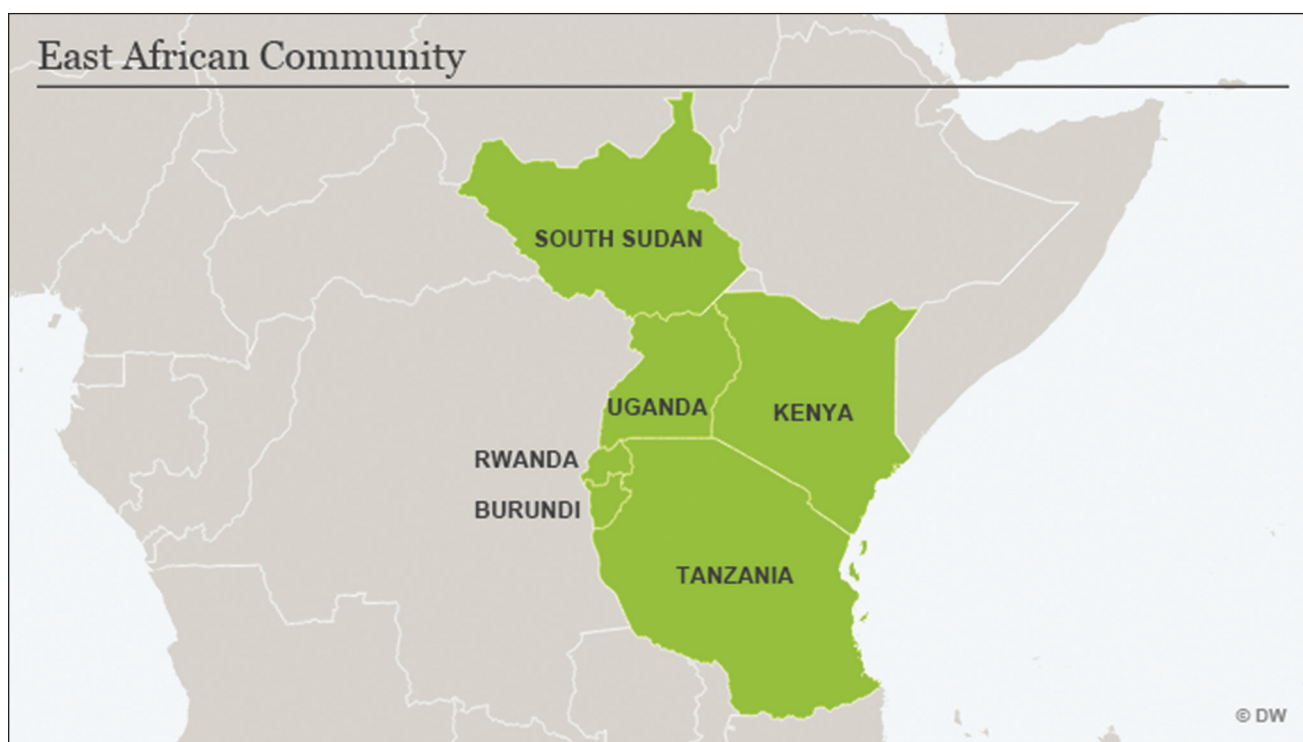 East African Community
SOUTH SUDAN
UGANDA
KENYA
RWANDA
BURUNDI
TANZANIA
© DW